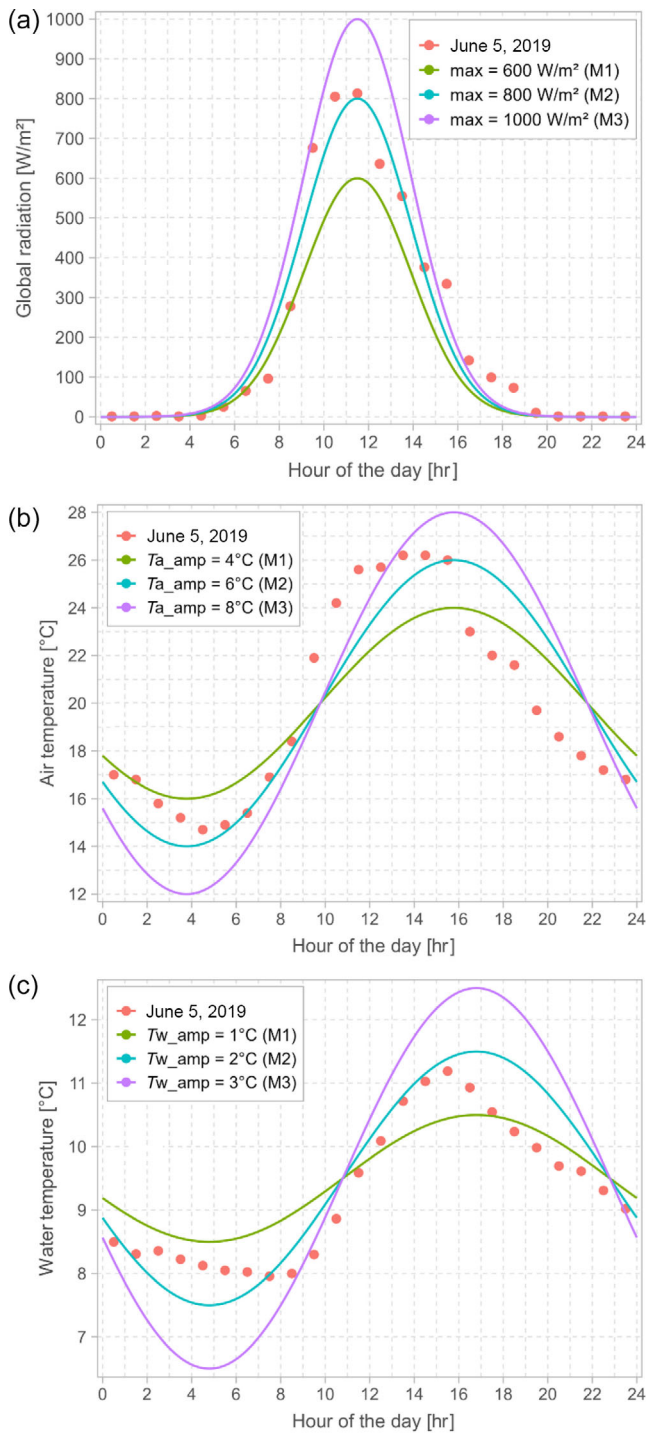 (a)
1000
900
800
700
600
500
400
300
200
100
0
Global radiation [W/m²]
June 5, 2019
max = 600 W/m² (M1)
max = 800 W/m² (M2)
max = 1000 W/m² (M3)
0 2 4 6 8 10 12 14 16 18 20 22 24
Hour of the day [hr]
(b)
28
26
24
22
20
18
16
14
12
Air temperature [°C]
June 5, 2019
Ta_amp = 4°C (M1)
Ta_amp = 6°C (M2)
Ta_amp = 8°C (M3)
0 2 4 6 8 10 12 14 16 18 20 22 24
Hour of the day [hr]
(c)
12
11
10
9
8
7
Water temperature [°C]
June 5, 2019
Tw_amp = 1°C (M1)
Tw_amp = 2°C (M2)
Tw_amp = 3°C (M3)
0 2 4 6 8 10 12 14 16 18 20 22 24
Hour of the day [hr]